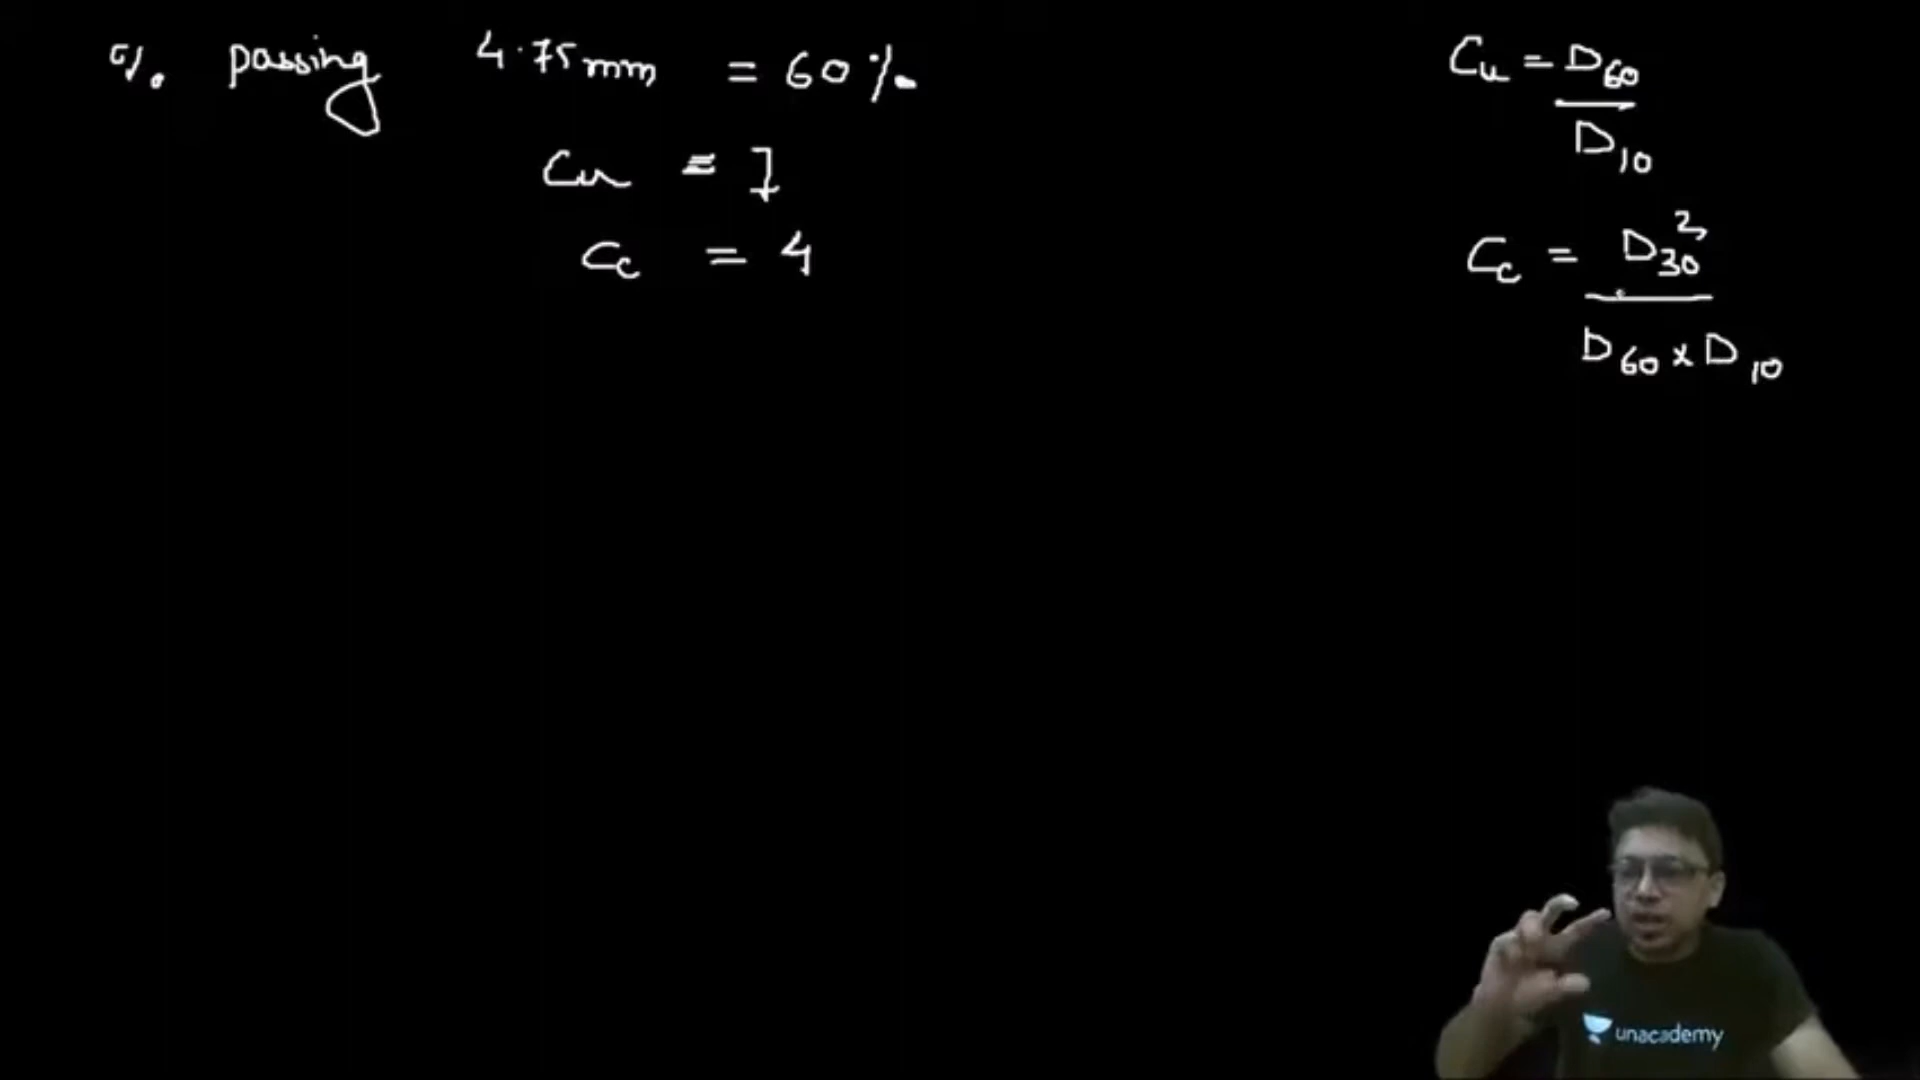 % passing 4.75mm = 60%
Cu = 7
Cc = 4
Cu = D60
D10
Cc = D30²
D60 x D10
unacademy